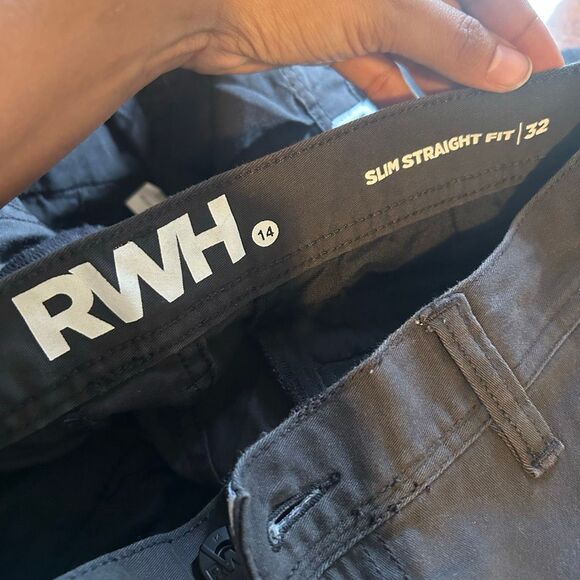 RWH. 14
SLIM STRAIGHT FIT | 32